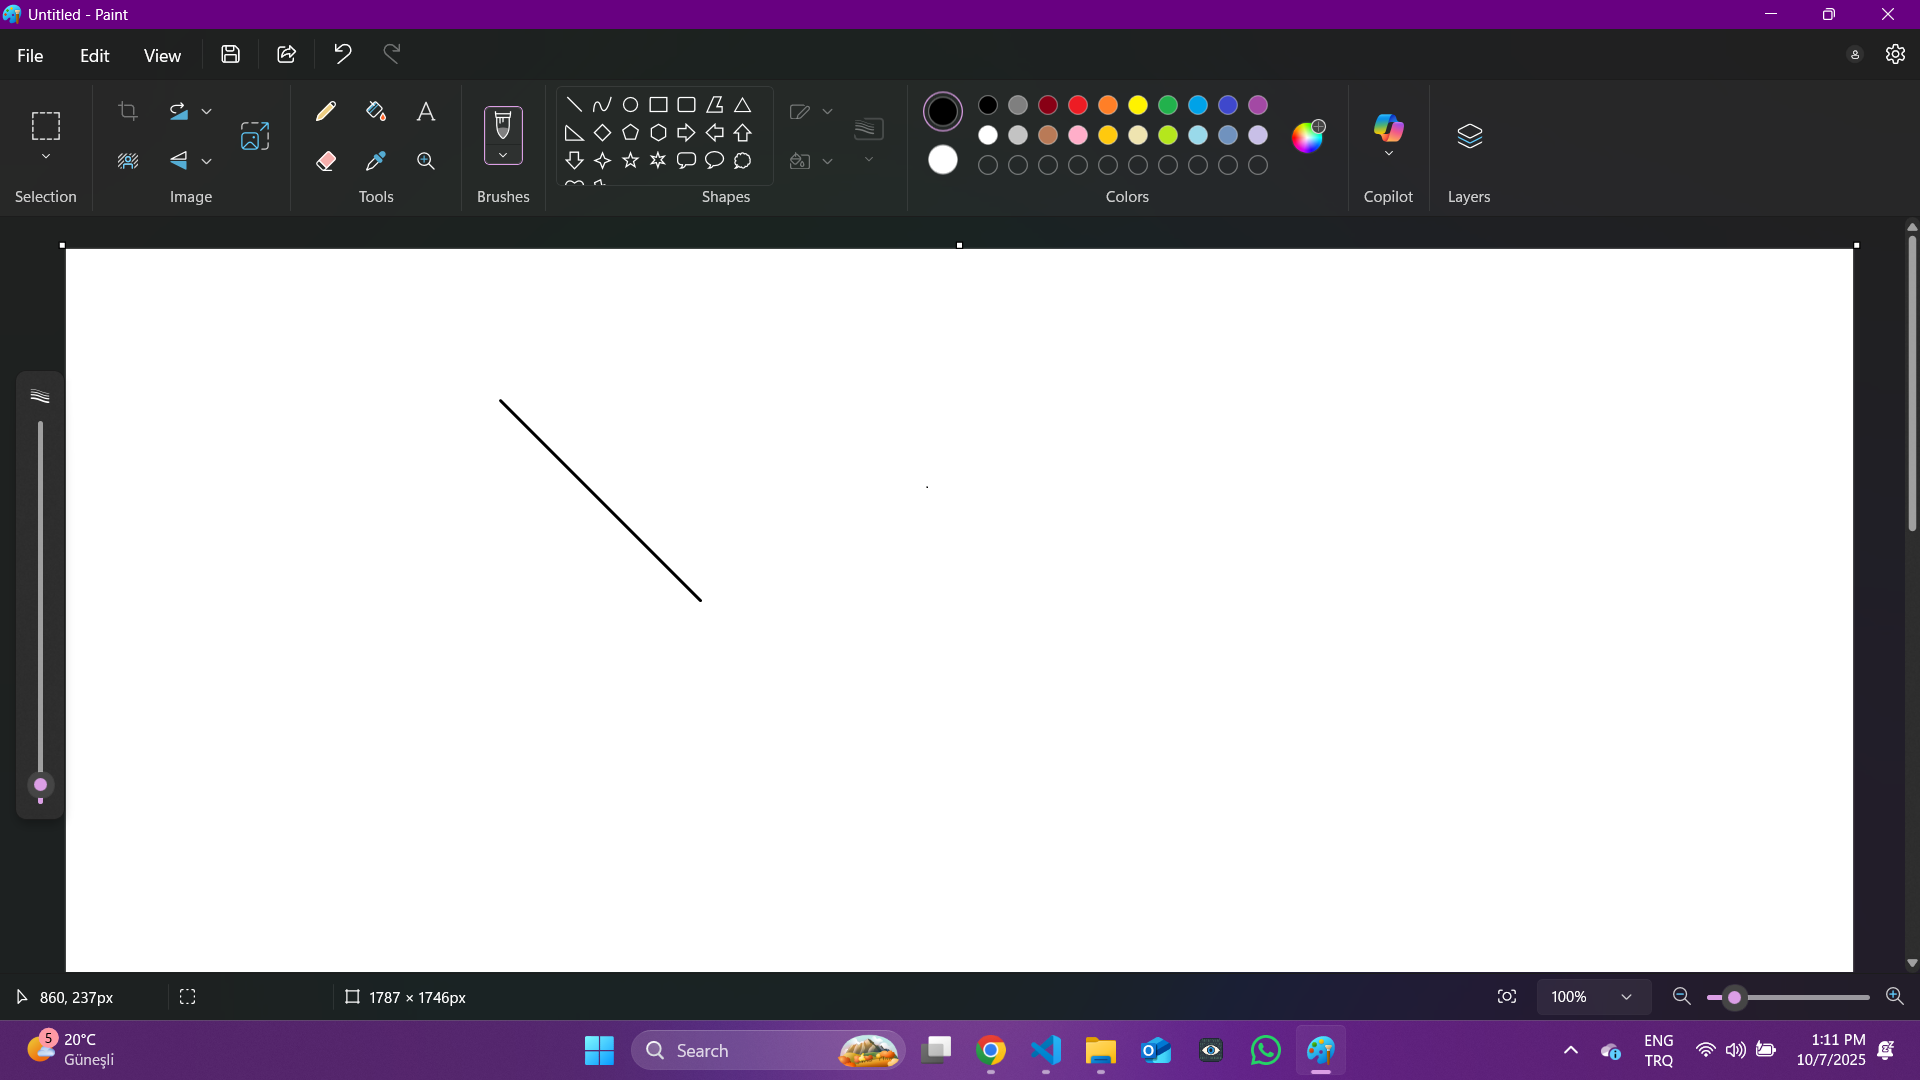 Untitled - Paint
File
Edit
View
Selection
Image
Tools
Brushes
Shapes
Colors
Copilot
Layers
860, 237px
1787 × 1746px
100%
5
20°C
Güneşli
Search
ENG
TRQ
1:11 PM
10/7/2025